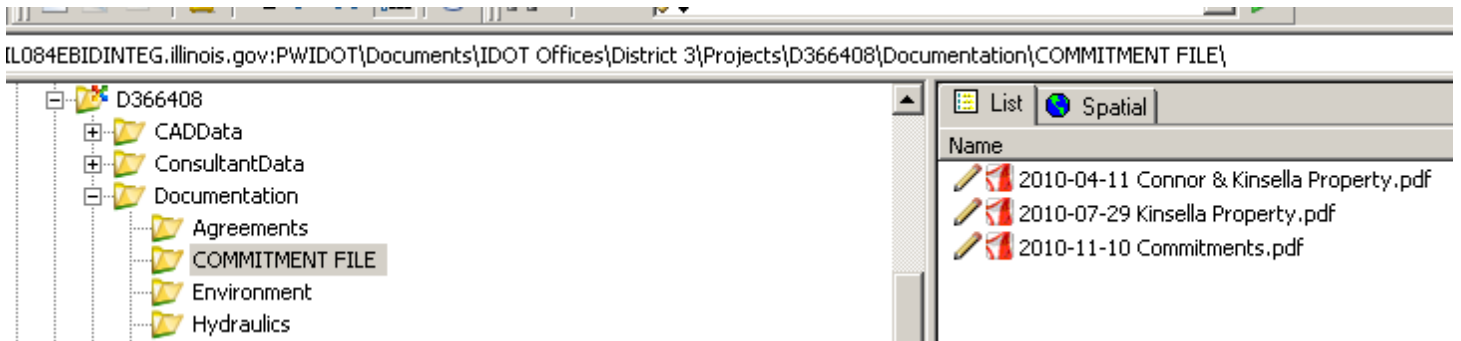 IL084EBIDINTEG.illinois.gov:PWIDOT\Documents\IDOT Offices\District 3\Projects\D366408\Documentation\COMMITMENT FILE\
D366408
CADData
ConsultantData
Documentation
Agreements
COMMITMENT FILE
Environment
Hydraulics
List
Spatial
Name
2010-04-11 Connor & Kinsella Property.pdf
2010-07-29 Kinsella Property.pdf
2010-11-10 Commitments.pdf